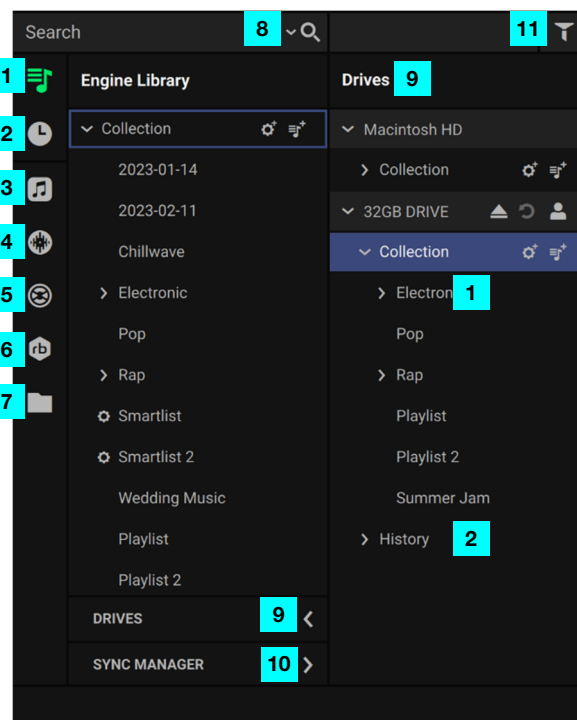 Search 8 11
1 Engine Library
Drives 9
2 Collection
Macintosh HD
3 2023-01-14
Collection
2023-02-11
32GB DRIVE
4 Chillwave
Collection
5 Electronic
Electron 1
6 Pop
Pop
7 Rap
Rap
Smartlist
Playlist
Smartlist 2
Playlist 2
Wedding Music
Summer Jam
Playlist
History 2
Playlist 2
DRIVES 9
SYNC MANAGER 10
rb